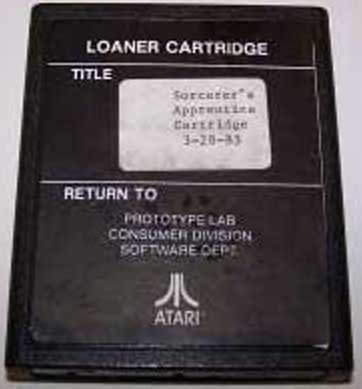 LOANER CARTRIDGE
TITLE
Sorcerer's
Apprentice
Cartridge
3-28-83
RETURN TO
PROTOTYPE LAB
CONSUMER DIVISION
SOFTWARE DEPT.
ATARI